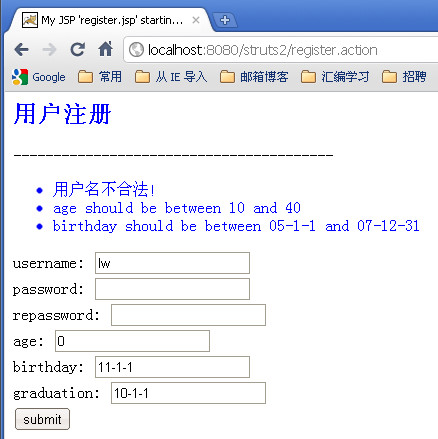 My JSP 'register.jsp' startin...
localhost:8080/struts2/register.action
Google 常用 从 IE 导入 邮箱博客 汇编学习 招聘
用户注册
----------------------------------------
用户名不合法!
age should be between 10 and 40
birthday should be between 05-1-1 and 07-12-31
username: lw
password:
repassword:
age: 0
birthday: 11-1-1
graduation: 10-1-1
submit